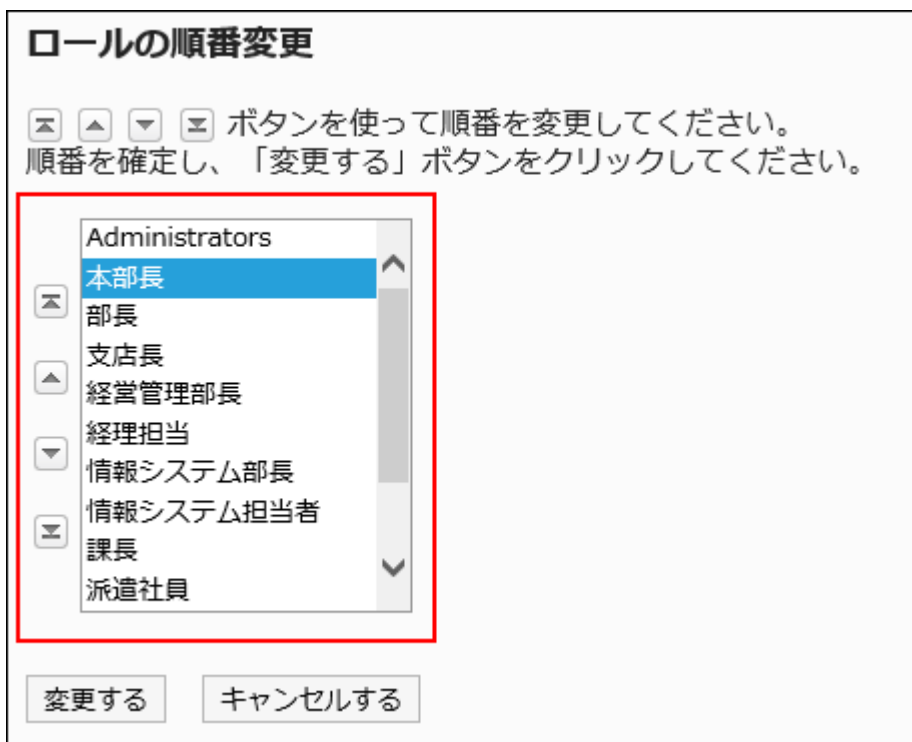 ロールの順番変更
ボタンを使って順番を変更してください。
順番を確定し、「変更する」ボタンをクリックしてください。
Administrators
本部長
部長
支店長
経営管理部長
経理担当
情報システム部長
情報システム担当者
課長
派遣社員
変更する
キャンセルする